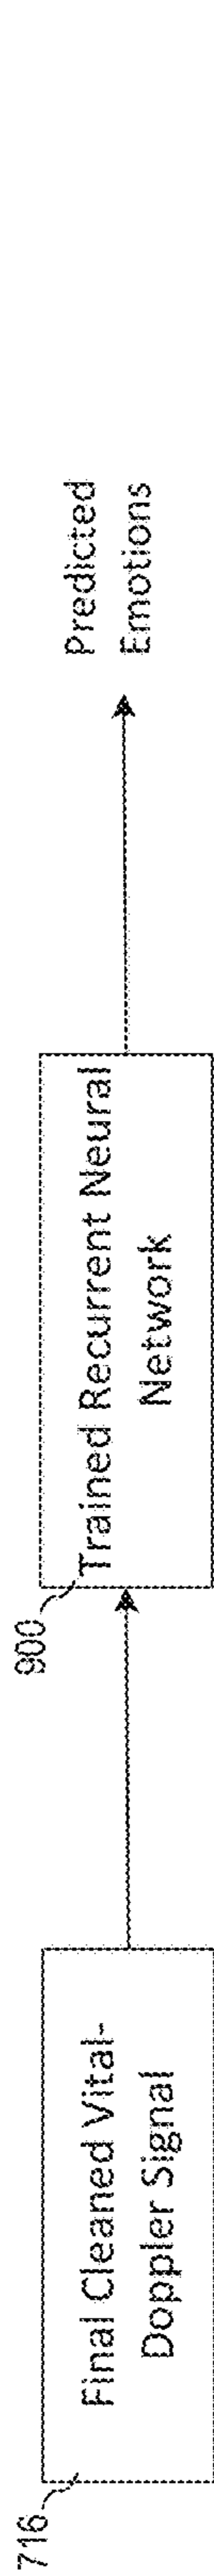 716
Final Cleaned Vital-
Doppler Signal
900
Trained Recurrent Neural
Network
Predicted
Emotions